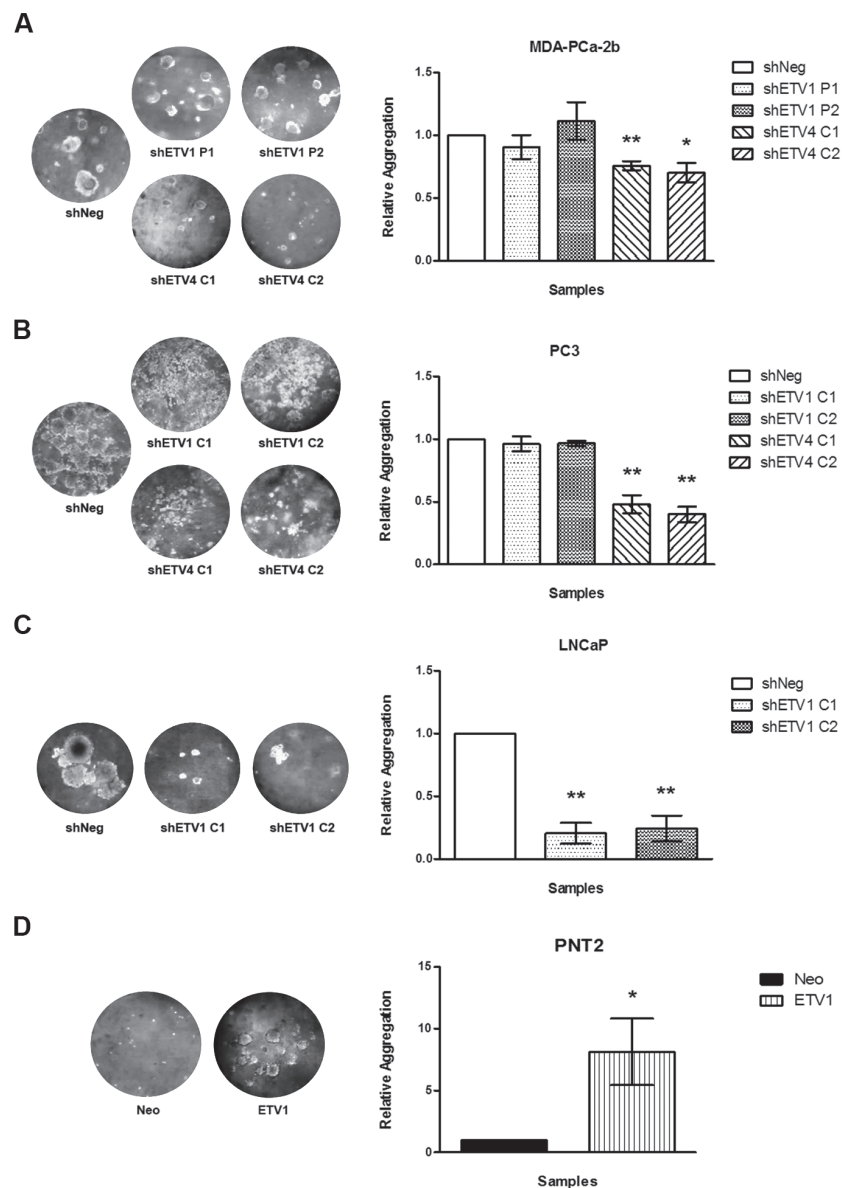 A
shNeg
shETV1 P1
shETV1 P2
shETV4 C1
shETV4 C2
MDA-PCa-2b
Relative Aggregation
1.5
1.0
0.5
0.0
**
*
Samples
shNeg
shETV1 P1
shETV1 P2
shETV4 C1
shETV4 C2
B
shNeg
shETV1 C1
shETV1 C2
shETV4 C1
shETV4 C2
PC3
Relative Aggregation
1.5
1.0
0.5
0.0
**
**
Samples
shNeg
shETV1 C1
shETV1 C2
shETV4 C1
shETV4 C2
C
shNeg
shETV1 C1
shETV1 C2
LNCaP
Relative Aggregation
1.5
1.0
0.5
0.0
**
**
Samples
shNeg
shETV1 C1
shETV1 C2
D
Neo
ETV1
PNT2
Relative Aggregation
15
10
5
0
*
Samples
Neo
ETV1